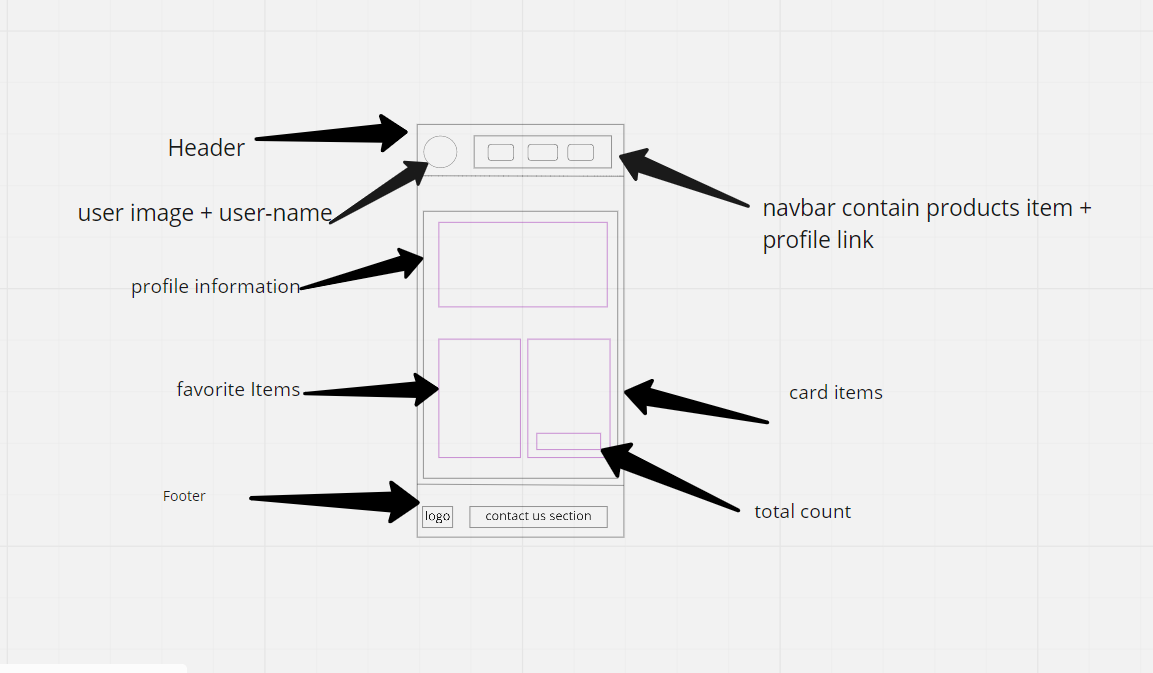 Header
user image + user-name
navbar contain products item +
profile link
profile information
favorite Items
card items
Footer
logo
contact us section
total count